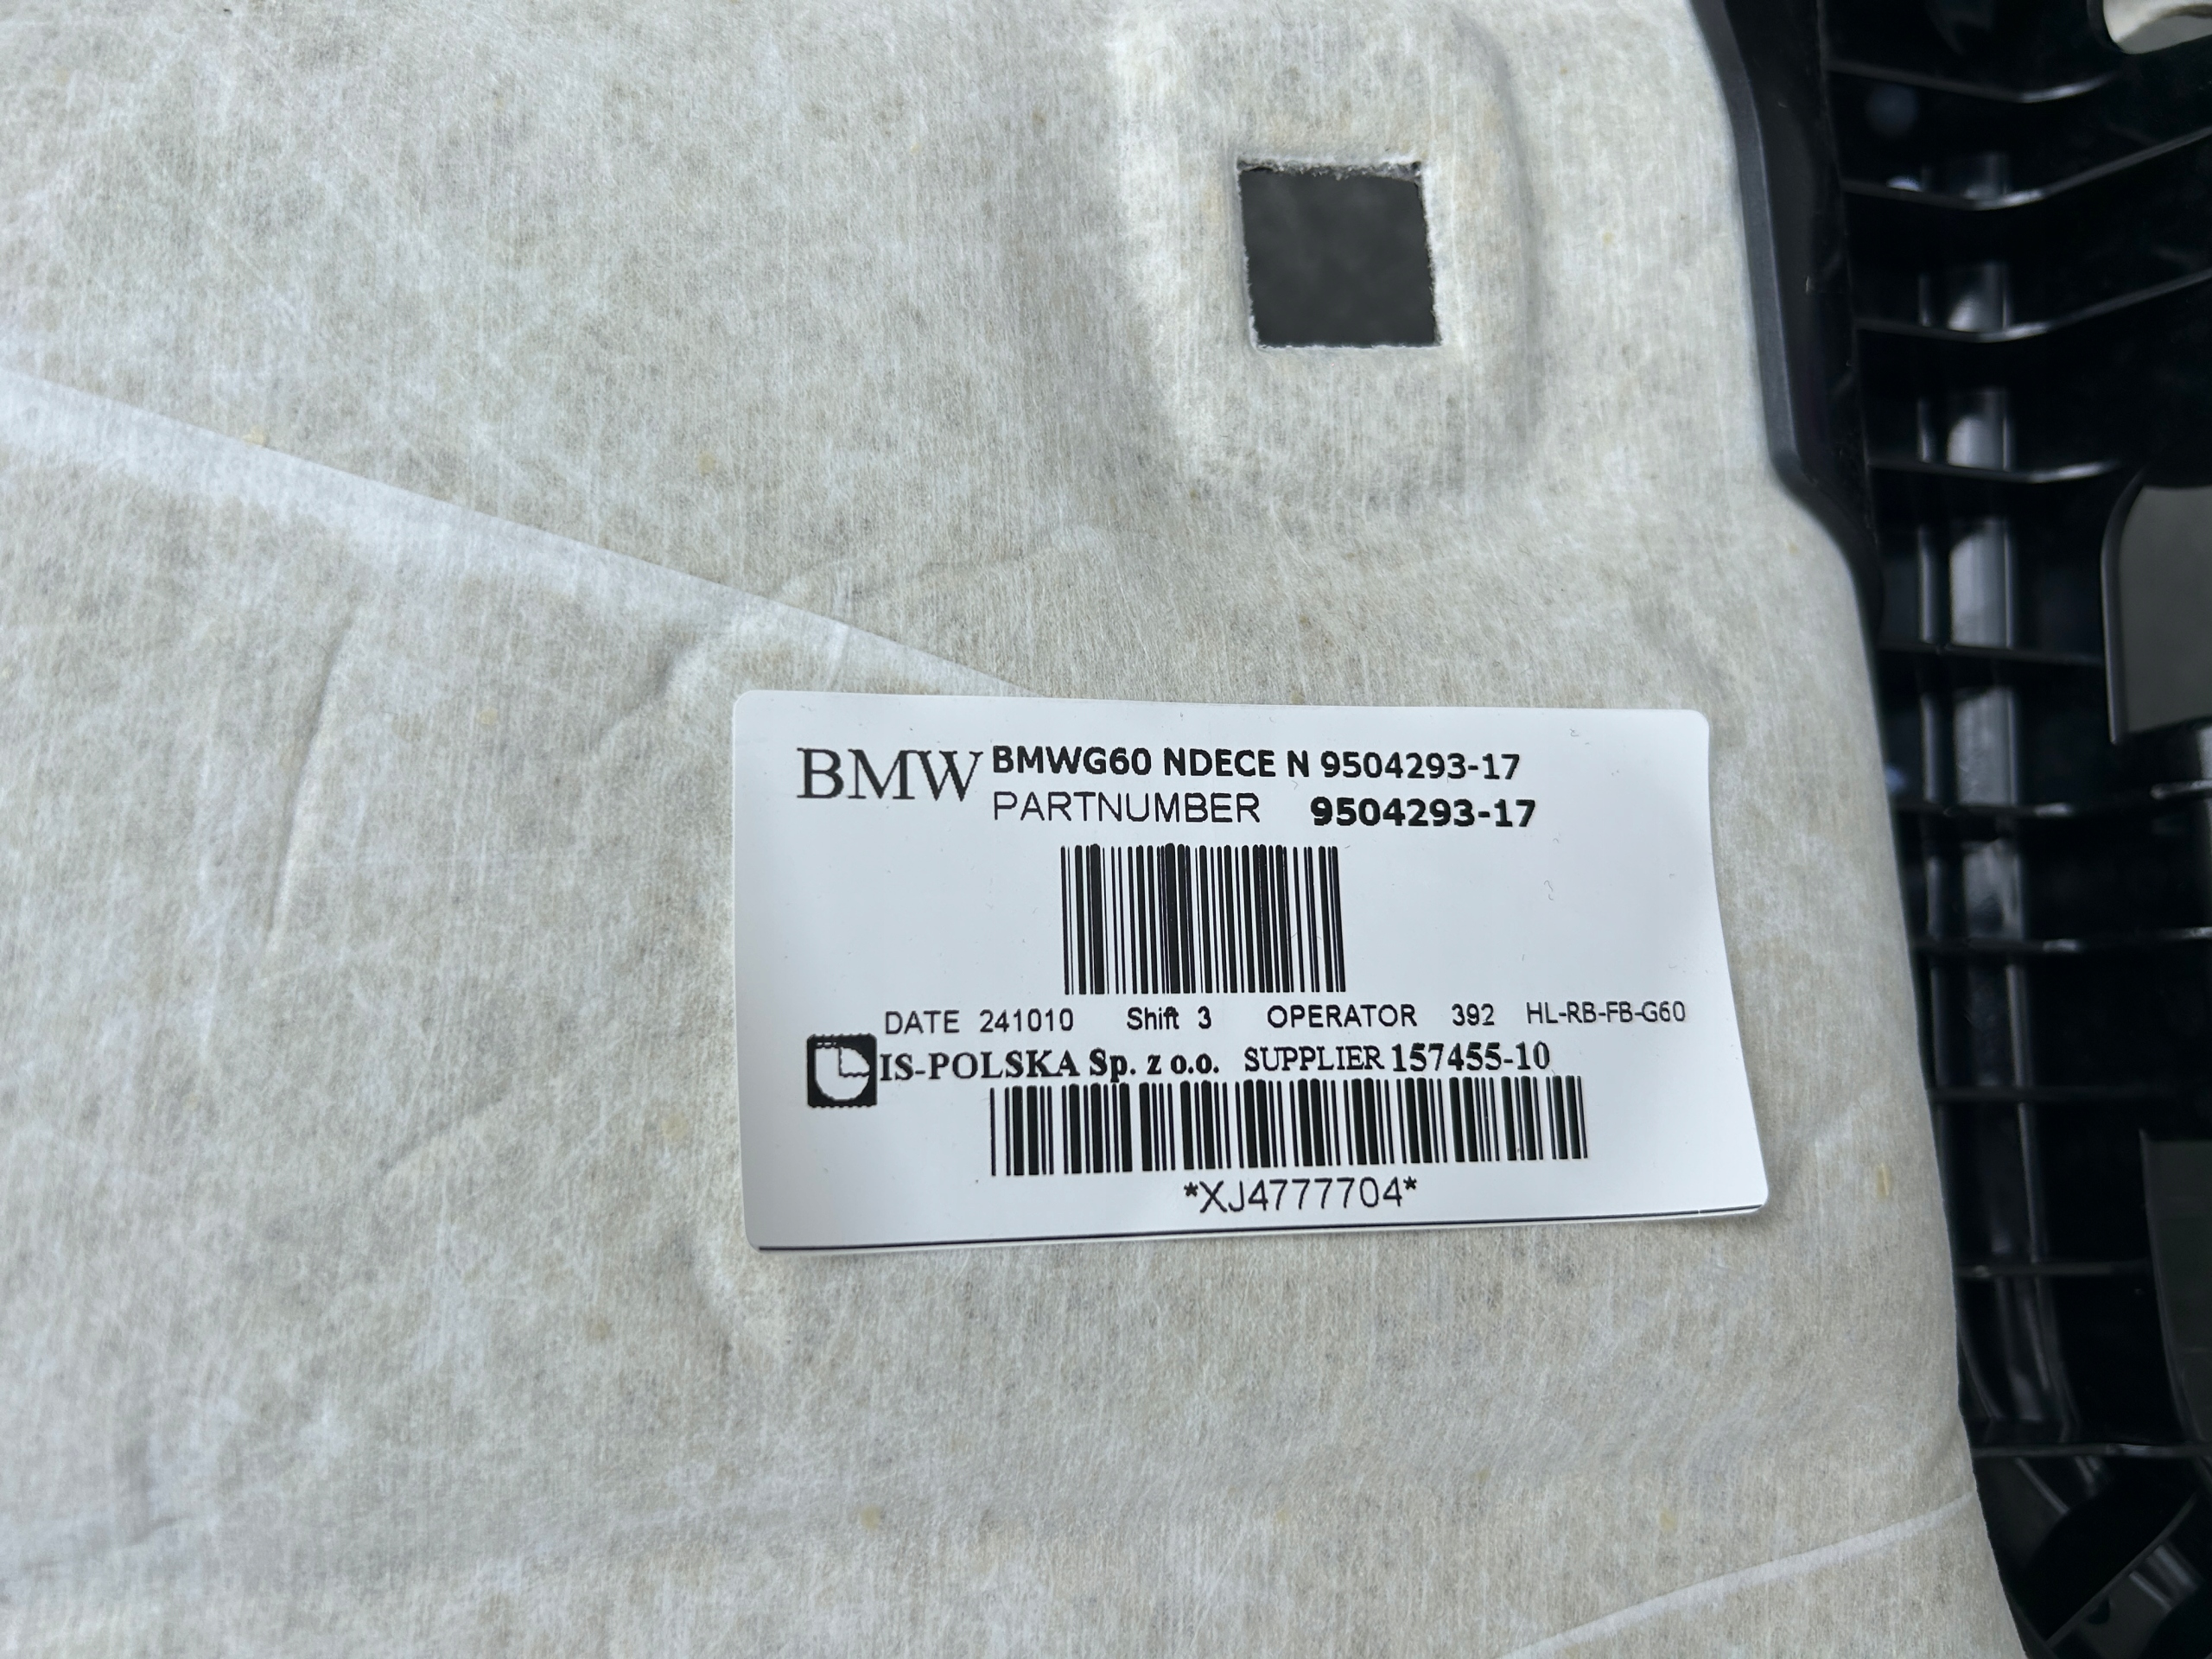 BMW BMWG60 NDECE N 9504293-17
PARTNUMBER 9504293-17
DATE 241010 Shift 3 OPERATOR 392 HL-RB-FB-G60
IS-POLSKA Sp. z o.o. SUPPLIER 157455-10
*XJ4777704*